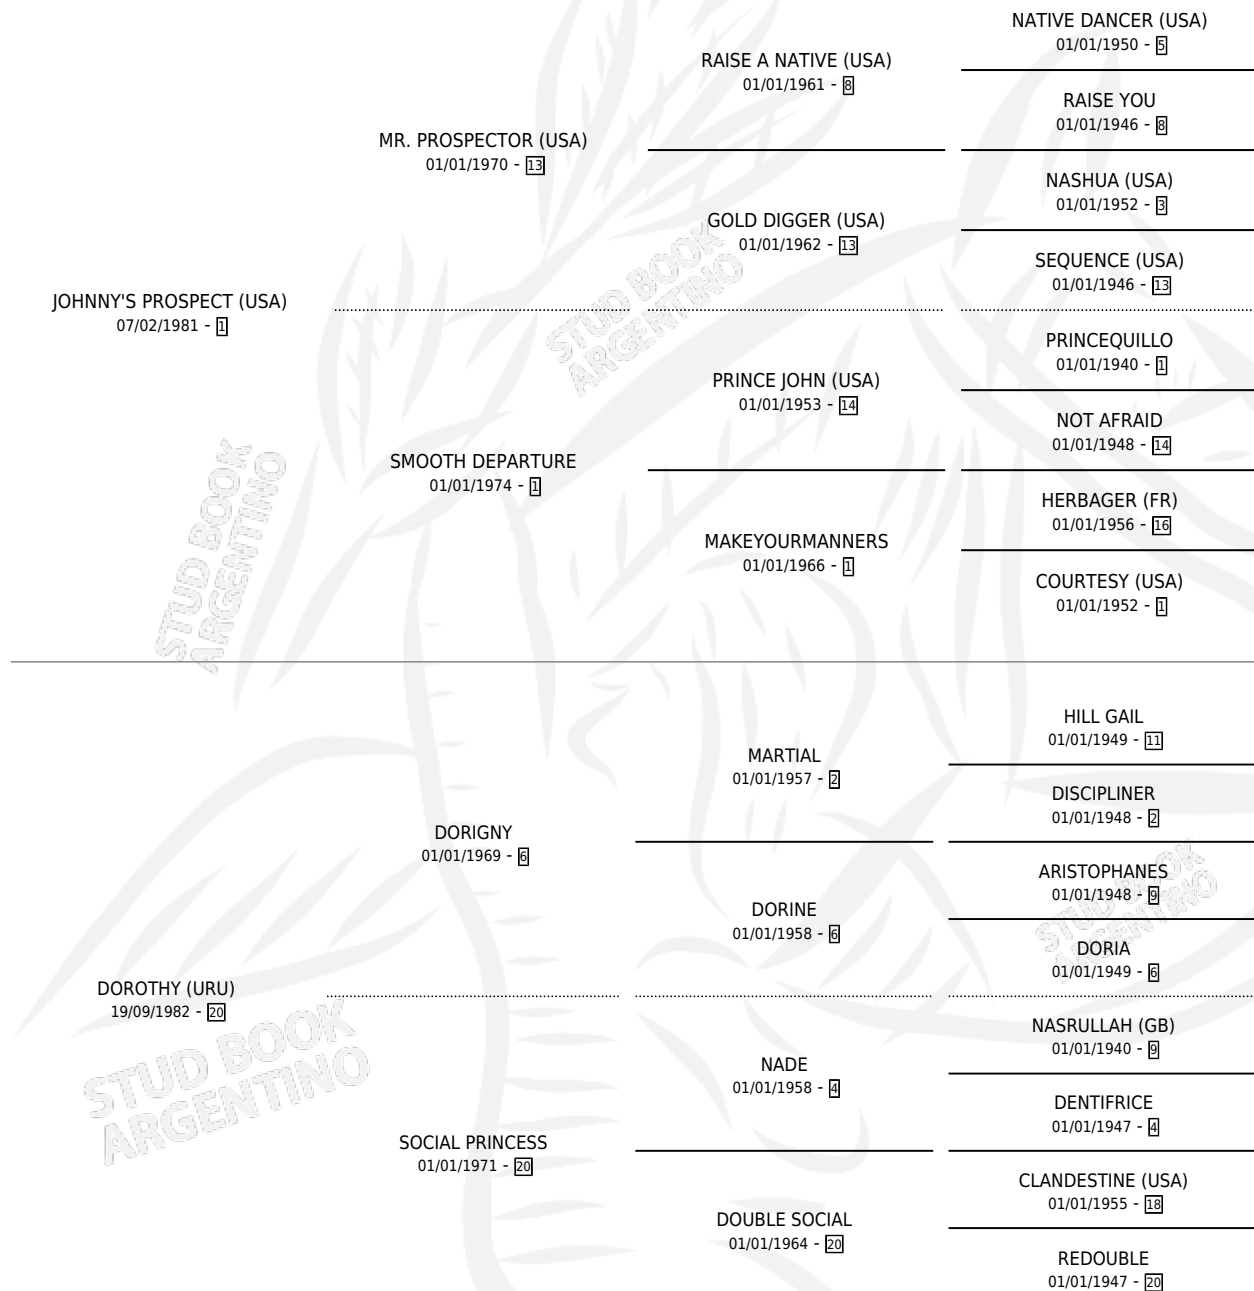 NATIVE DANCER (USA)
01/01/1950 - 5
RAISE A NATIVE (USA)
01/01/1961 - 8
RAISE YOU
01/01/1946 - 8
MR. PROSPECTOR (USA)
01/01/1970 - 13
NASHUA (USA)
01/01/1952 - 3
GOLD DIGGER (USA)
01/01/1962 - 13
SEQUENCE (USA)
01/01/1946 - 13
JOHNNY'S PROSPECT (USA)
07/02/1981 - 1
STUD BOOK
ARGENTINO
PRINCEQUILLO
01/01/1940 - 1
PRINCE JOHN (USA)
01/01/1953 - 14
NOT AFRAID
01/01/1948 - 14
SMOOTH DEPARTURE
01/01/1974 - 1
HERBAGER (FR)
01/01/1956 - 16
MAKEYOURMANNERS
01/01/1966 - 1
COURTESY (USA)
01/01/1952 - 1
STUD BOOK
ARGENTINO
HILL GAIL
01/01/1949 - 11
MARTIAL
01/01/1957 - 2
DISCIPLINER
01/01/1948 - 2
DORIGNY
01/01/1969 - 6
ARISTOPHANES
01/01/1948 - 9
DORINE
01/01/1958 - 6
STUD BOOK
ARGENTINO
DORIA
01/01/1949 - 6
DOROTHY (URU)
19/09/1982 - 20
STUD BOOK
ARGENTINO
NASRULLAH (GB)
01/01/1940 - 9
NADE
01/01/1958 - 4
DENTIFRICE
01/01/1947 - 4
SOCIAL PRINCESS
01/01/1971 - 20
CLANDESTINE (USA)
01/01/1955 - 18
DOUBLE SOCIAL
01/01/1964 - 20
REDOUBLE
01/01/1947 - 20